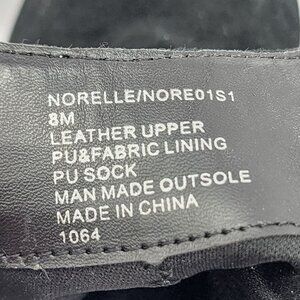 NORELLE/NORE01S1
8M
LEATHER UPPER
PU&FABRIC LINING
PU SOCK
MAN MADE OUTSOLE
MADE IN CHINA
1064